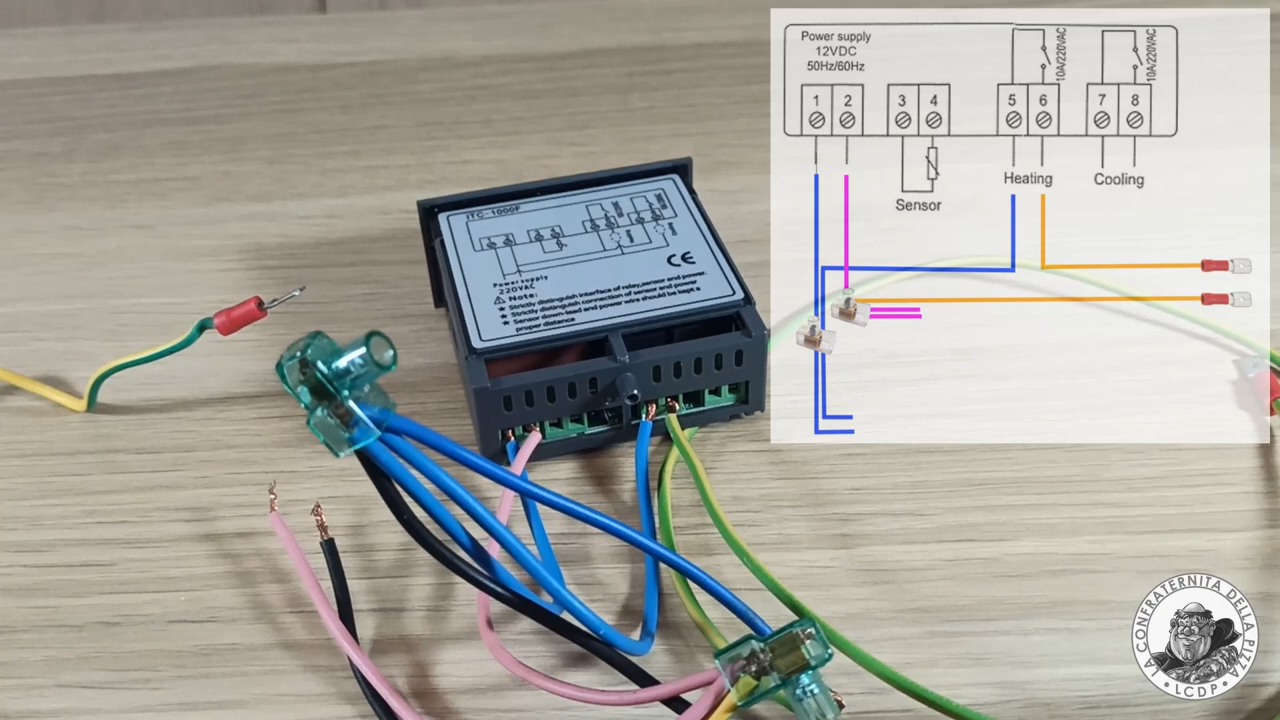 Power supply
12VDC
50Hz/60Hz
10A/220VAC
10A/220VAC
1 2 3 4 5 6 7 8
Heating
Cooling
Sensor
ITC-1000F
Power supply
220VAC
CE
Note:
★ Strictly distinguish interface of relay,sensor and power.
★ Strictly distinguish connection of sensor and power
★ Sensor down-lead and power wire should be kept a
proper distance
LA CONFRATERNITA DELLA PIZZA
• LCDP •